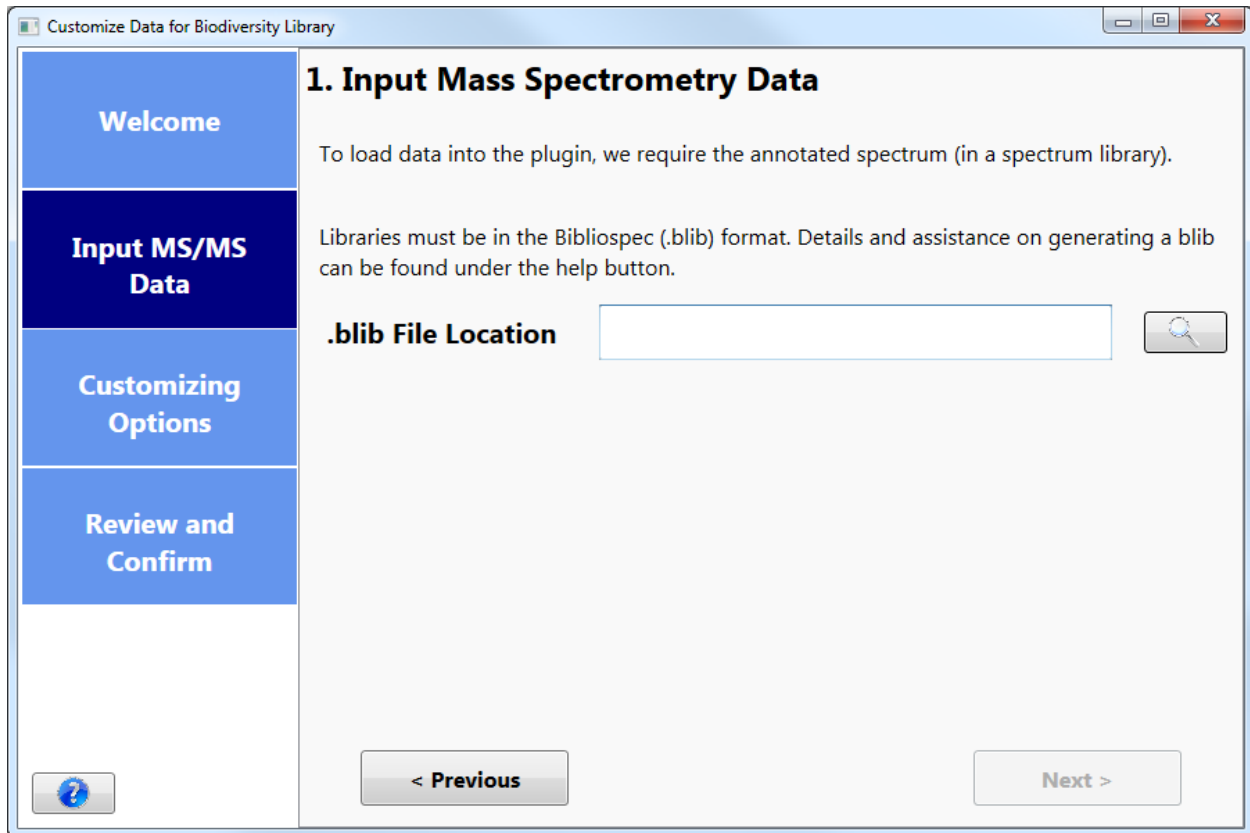 Customize Data for Biodiversity Library
Welcome
Input MS/MS
Data
Customizing
Options
Review and
Confirm
1. Input Mass Spectrometry Data
To load data into the plugin, we require the annotated spectrum (in a spectrum library).
Libraries must be in the Bibliospec (.blib) format. Details and assistance on generating a blib
can be found under the help button.
.blib File Location
< Previous
Next >